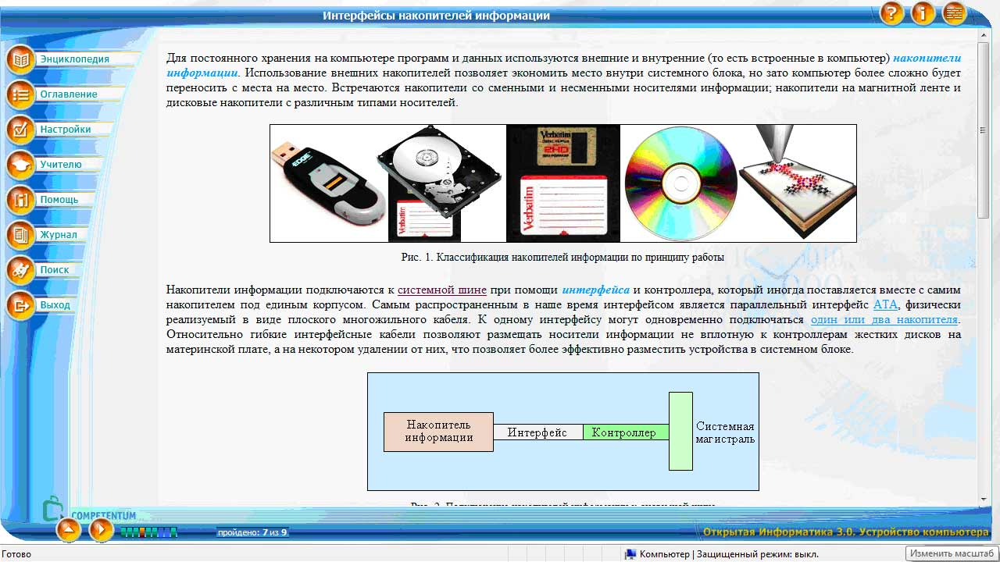 Интерфейсы накопителей информации
Энциклопедия
Оглавление
Настройки
Учителю
Помощь
Журнал
Поиск
Выход
Для постоянного хранения на компьютере программ и данных используются внешние и внутренние (то есть встроенные в компьютер) накопители
информации. Использование внешних накопителей позволяет экономить место внутри системного блока, но зато компьютер более сложно будет
переносить с места на место. Встречаются накопители со сменными и несменными носителями информации; накопители на магнитной ленте и
дисковые накопители с различным типами носителей.
EDGE
Verbatim
Verbatim
2HD
Verbatim
Рис. 1. Классификация накопителей информации по принципу работы
Накопители информации подключаются к системной шине при помощи интерфейса и контроллера, который иногда поставляется вместе с самим
накопителем под единым корпусом. Самым распространенным в наше время интерфейсом является параллельный интерфейс АТА, физически
реализуемый в виде плоского многожильного кабеля. К одному интерфейсу могут одновременно подключаться один или два накопителя.
Относительно гибкие интерфейсные кабели позволяют размещать носители информации не вплотную к контроллерам жестких дисков на
материнской плате, а на некотором удалении от них, что позволяет более эффективно разместить устройства в системном блоке.
Накопитель
информации
Интерфейс
Контроллер
Системная
магистраль
COMPETENTUM
пройдено: 7 из 9
Открытая Информатика 3.0. Устройство компьютера
Готово
Компьютер | Защищенный режим: выкл.
Изменить масштаб